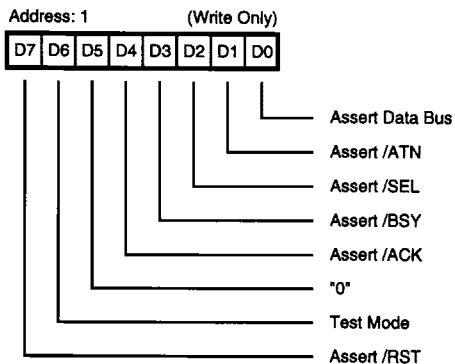 Address: 1 (Write Only)
D7 D6 D5 D4 D3 D2 D1 D0
Assert Data Bus
Assert /ATN
Assert /SEL
Assert /BSY
Assert /ACK
"0"
Test Mode
Assert /RST